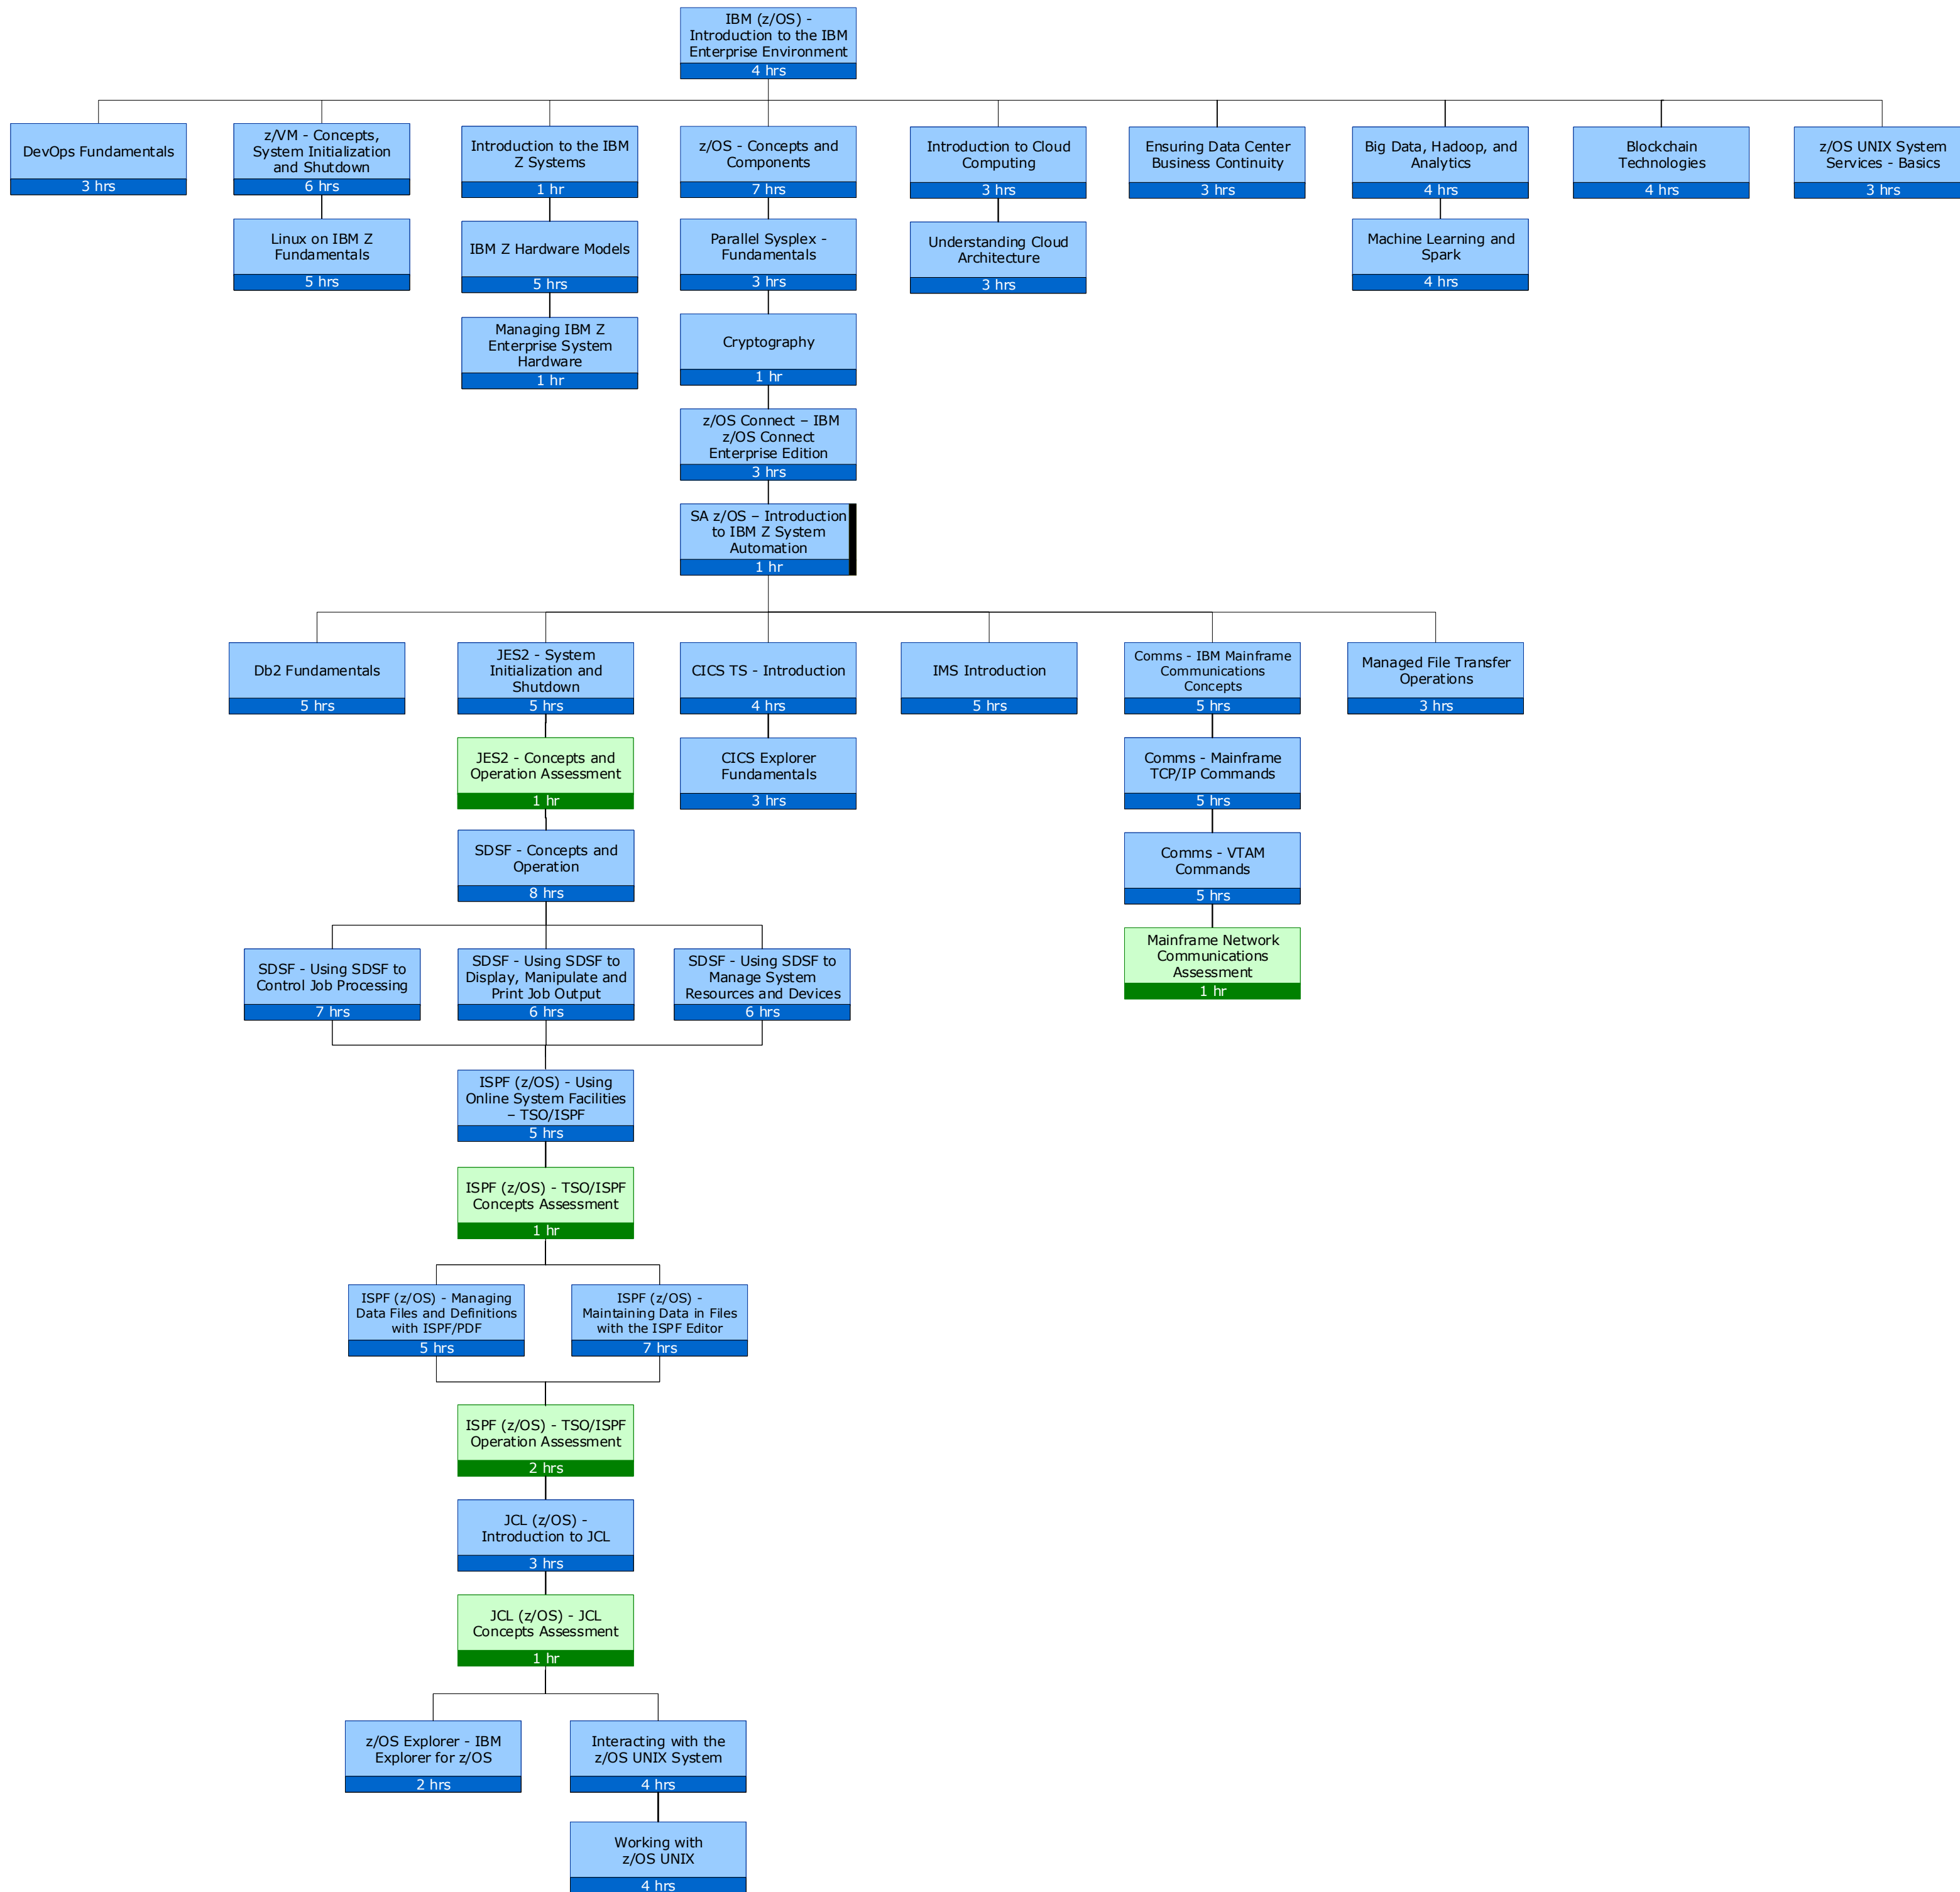 IBM (z/OS) -
Introduction to the IBM
Enterprise Environment
4 hrs
DevOps Fundamentals
3 hrs
z/VM - Concepts,
System Initialization
and Shutdown
6 hrs
Introduction to the IBM
Z Systems
1 hr
z/OS - Concepts and
Components
7 hrs
Introduction to Cloud
Computing
3 hrs
Ensuring Data Center
Business Continuity
3 hrs
Big Data, Hadoop, and
Analytics
4 hrs
Blockchain
Technologies
4 hrs
z/OS UNIX System
Services - Basics
3 hrs
Linux on IBM Z
Fundamentals
5 hrs
IBM Z Hardware Models
5 hrs
Parallel Sysplex -
Fundamentals
3 hrs
Understanding Cloud
Architecture
3 hrs
Machine Learning and
Spark
4 hrs
Managing IBM Z
Enterprise System
Hardware
1 hr
Cryptography
1 hr
z/OS Connect – IBM
z/OS Connect
Enterprise Edition
3 hrs
SA z/OS – Introduction
to IBM Z System
Automation
1 hr
Db2 Fundamentals
5 hrs
JES2 - System
Initialization and
Shutdown
5 hrs
CICS TS - Introduction
4 hrs
IMS Introduction
5 hrs
Comms - IBM Mainframe
Communications
Concepts
5 hrs
Managed File Transfer
Operations
3 hrs
JES2 - Concepts and
Operation Assessment
1 hr
CICS Explorer
Fundamentals
3 hrs
Comms - Mainframe
TCP/IP Commands
5 hrs
SDSF - Concepts and
Operation
8 hrs
Comms - VTAM
Commands
5 hrs
SDSF - Using SDSF to
Control Job Processing
7 hrs
SDSF - Using SDSF to
Display, Manipulate and
Print Job Output
6 hrs
SDSF - Using SDSF to
Manage System
Resources and Devices
6 hrs
Mainframe Network
Communications
Assessment
1 hr
ISPF (z/OS) - Using
Online System Facilities
– TSO/ISPF
5 hrs
ISPF (z/OS) - TSO/ISPF
Concepts Assessment
1 hr
ISPF (z/OS) - Managing
Data Files and Definitions
with ISPF/PDF
5 hrs
ISPF (z/OS) -
Maintaining Data in Files
with the ISPF Editor
7 hrs
ISPF (z/OS) - TSO/ISPF
Operation Assessment
2 hrs
JCL (z/OS) -
Introduction to JCL
3 hrs
JCL (z/OS) - JCL
Concepts Assessment
1 hr
z/OS Explorer - IBM
Explorer for z/OS
2 hrs
Interacting with the
z/OS UNIX System
4 hrs
Working with
z/OS UNIX
4 hrs